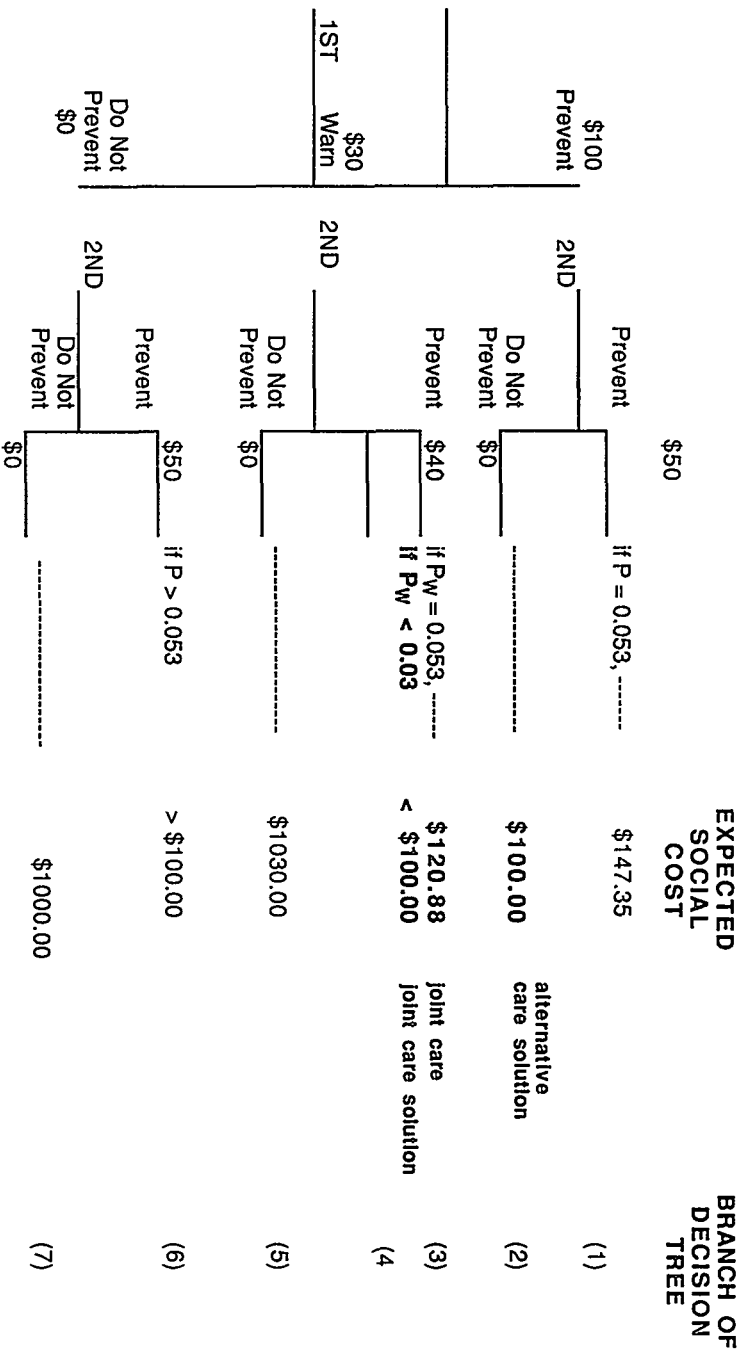 EXPECTED BRANCH OF
SOCIAL DECISION
$50 COST TREE
Prevent if P = 0.053, ------- $147.35 (1)
$100
Prevent 2ND
Do Not ---------------------- $100.00 alternative (2)
Prevent care solution
$0
Prevent $40 if PW = 0.053, ------ $120.88 joint care (3)
if PW < 0.03 < $100.00 joint care solution (4
$30
1ST Warn 2ND
Do Not ---------------------- $1030.00 (5)
Prevent $0
Prevent $50 if P > 0.053 > $100.00 (6)
Do Not
Prevent
$0
2ND
Do Not ---------------------- $1000.00 (7)
Prevent $0